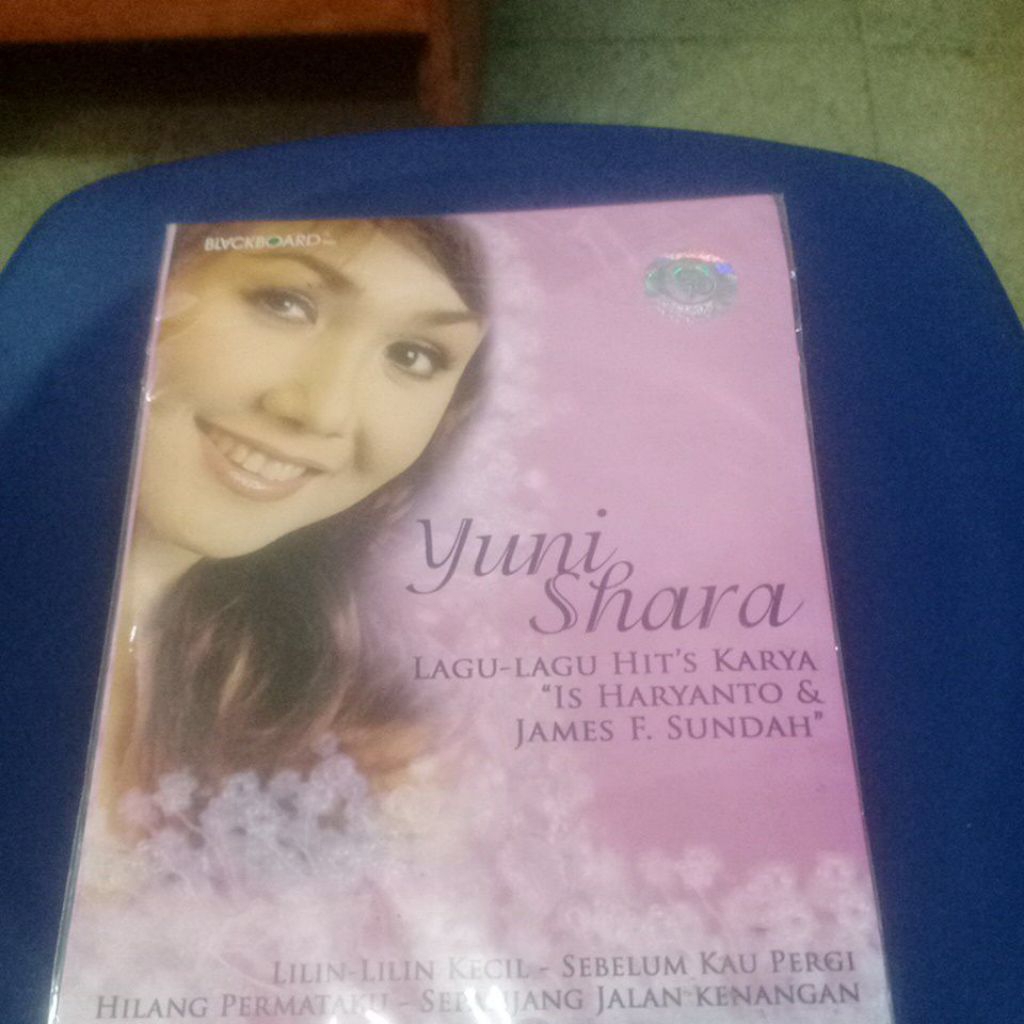 BLACKBOARD
Yuni
Shara
LAGU-LAGU HIT'S KARYA
"IS HARYANTO &
JAMES F. SUNDAH"
LILIN-LILIN KECIL - SEBELUM KAU PERGI
HILANG PERMATAKU - SEPANJANG JALAN KENANGAN